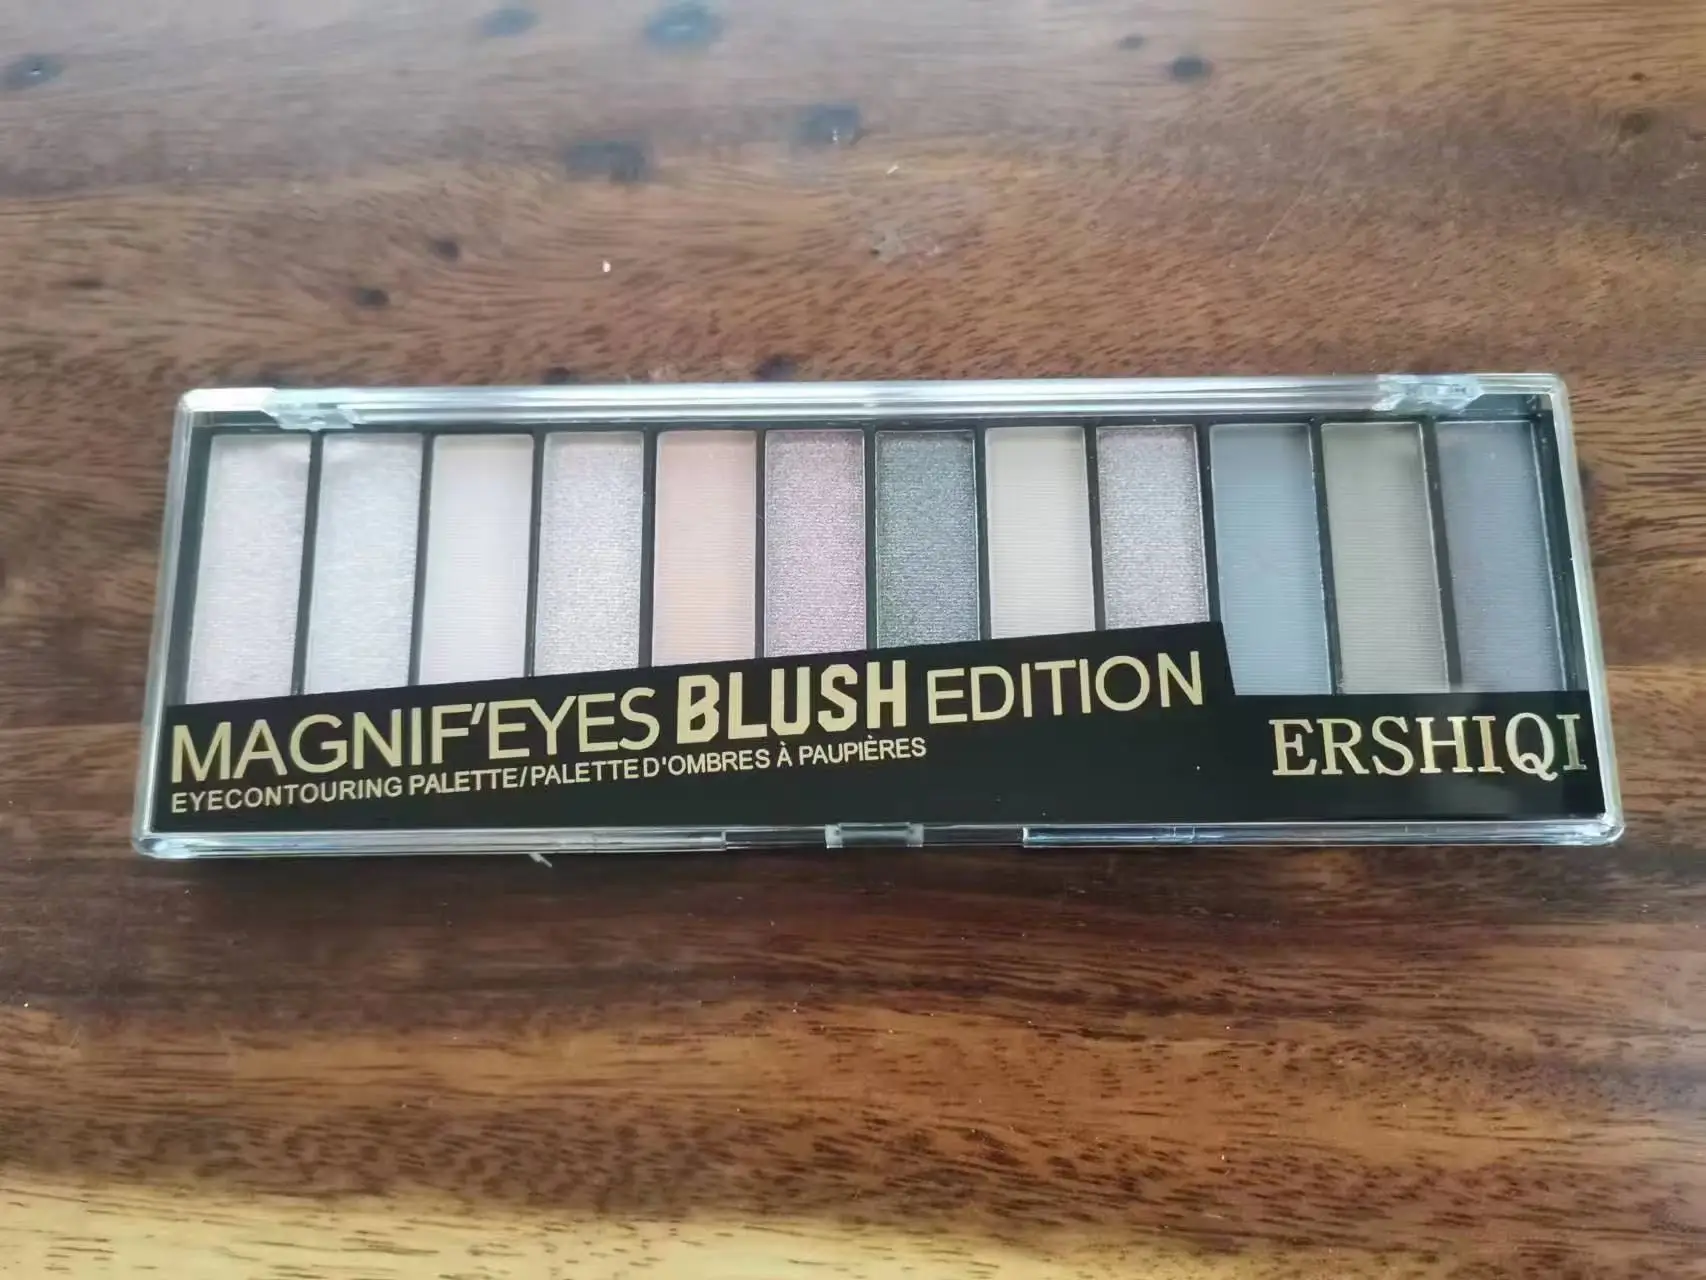 MAGNIF'EYES BLUSH EDITION
EYECONTOURING PALETTE/PALETTE D'OMBRES À PAUPIÈRES
ERSHIQI